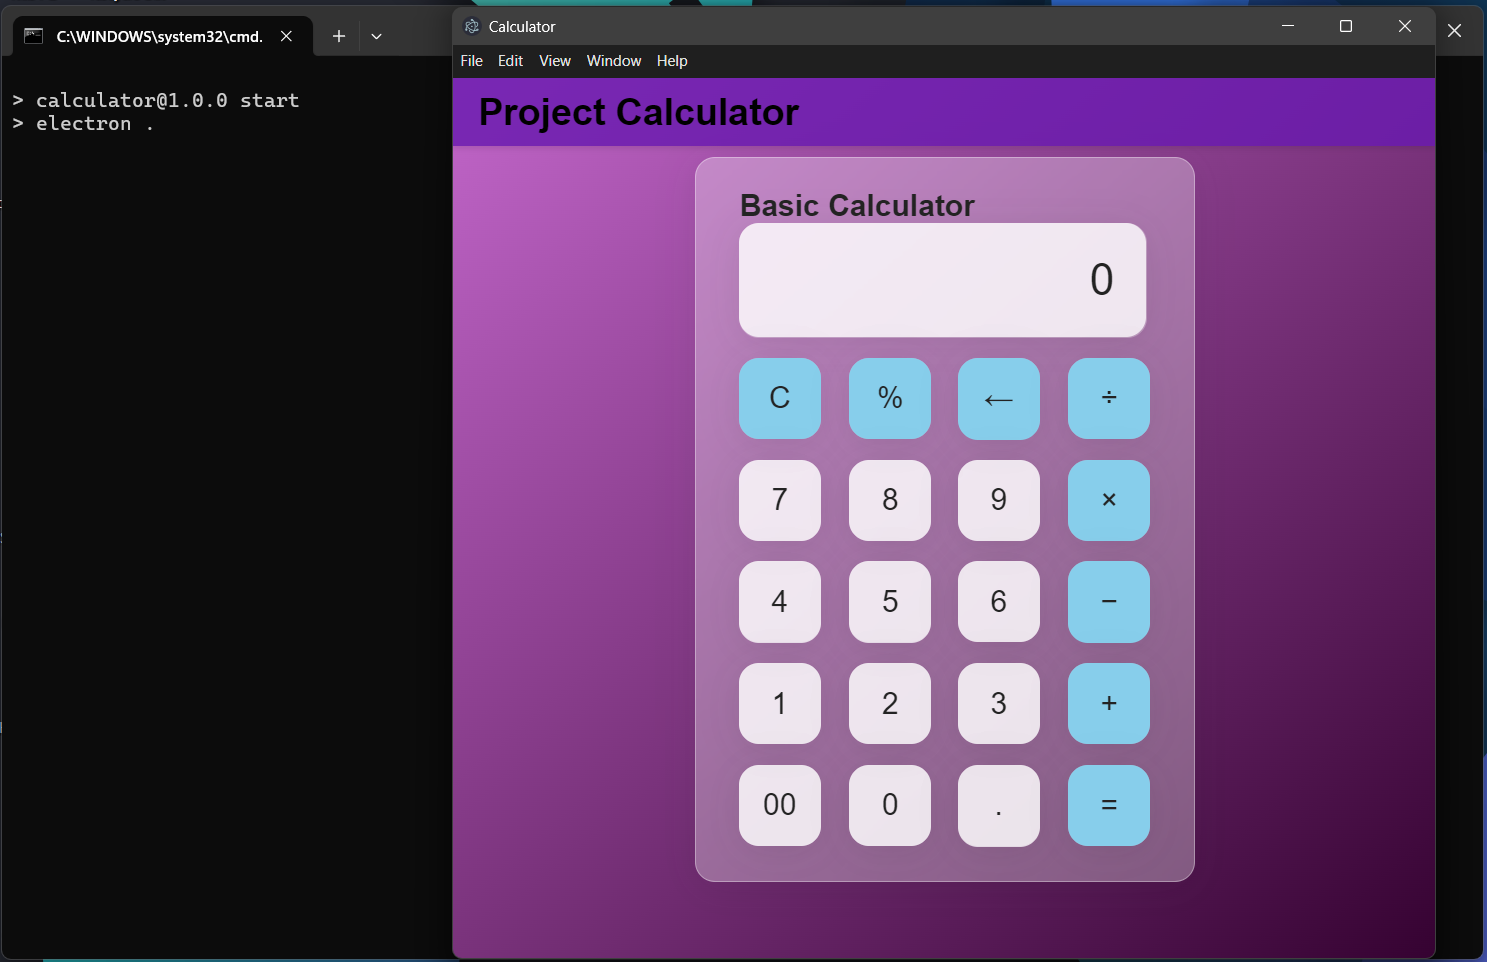 C:\WINDOWS\system32\cmd.
> calculator@1.0.0 start
> electron .
Calculator
File Edit View Window Help
Project Calculator
Basic Calculator
0
C % ← ÷
7 8 9 ×
4 5 6 −
1 2 3 +
00 0 . =